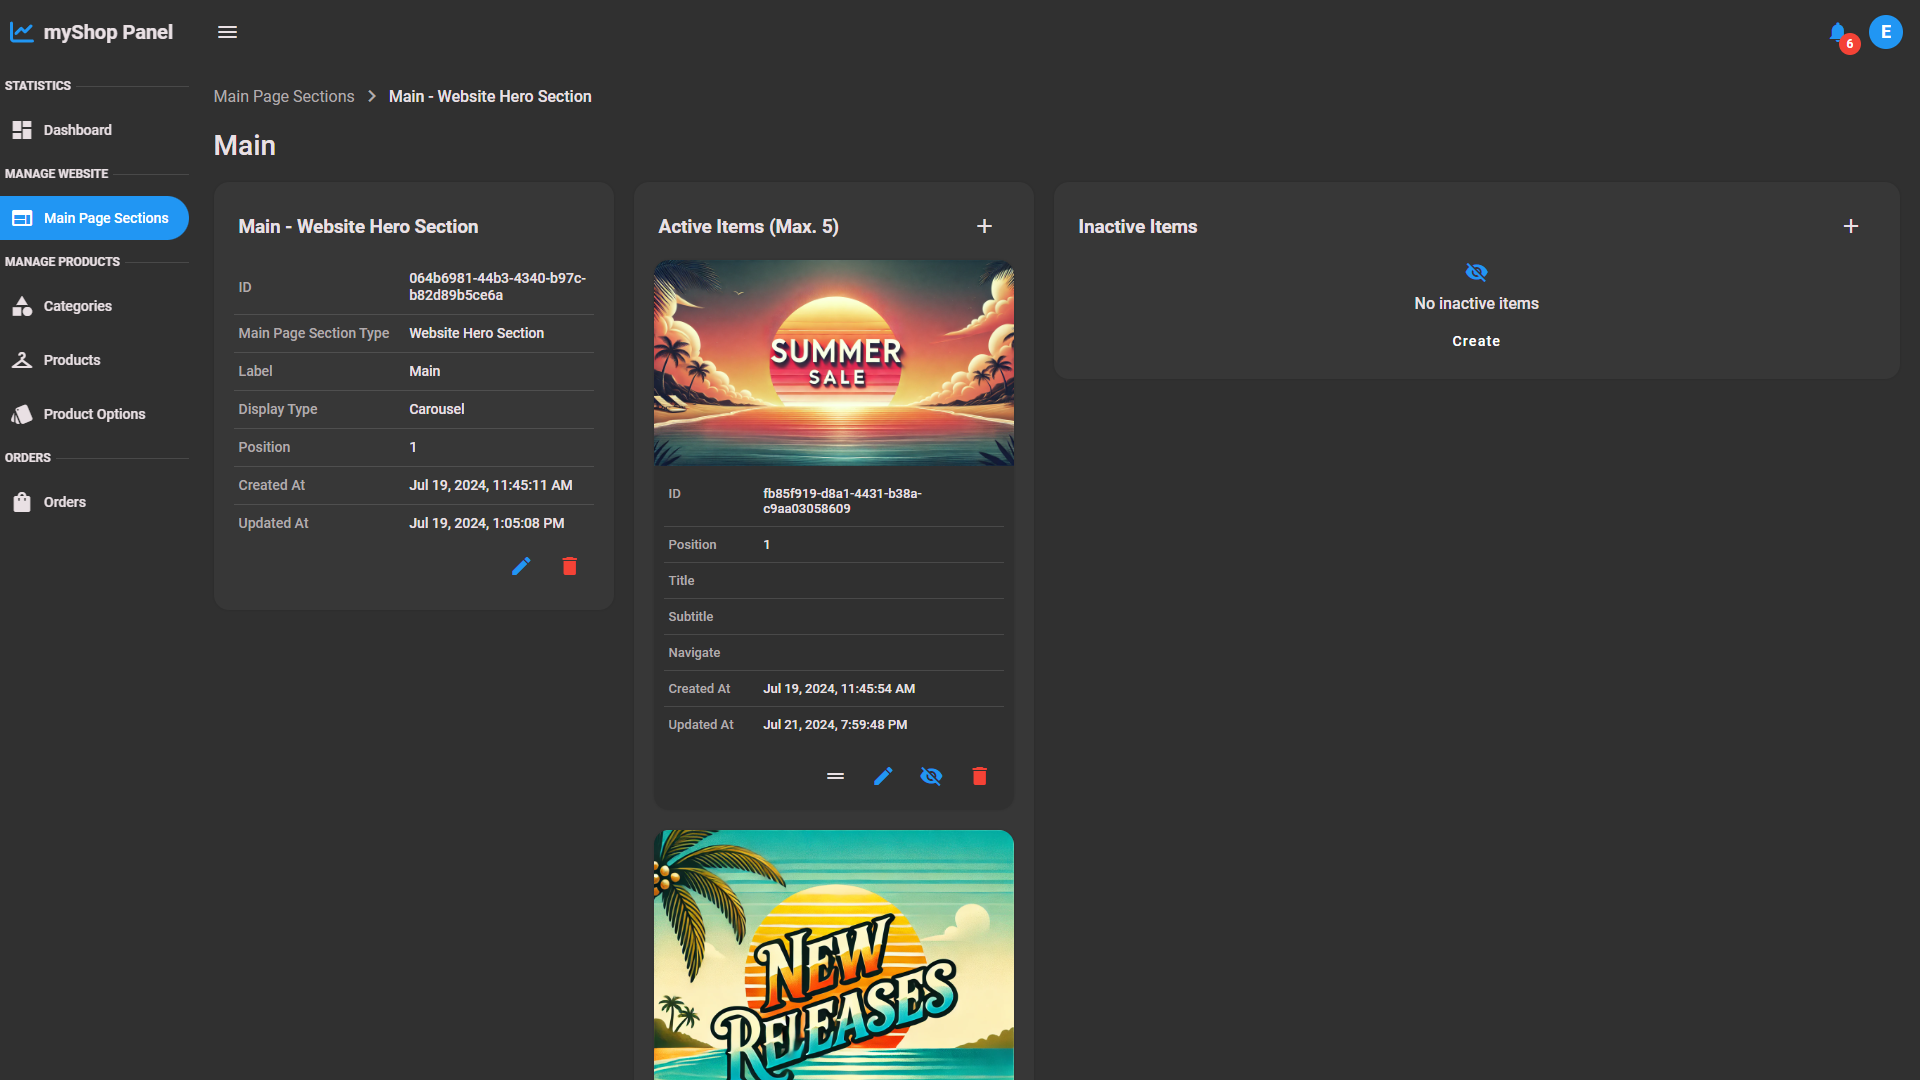 myShop Panel
6
E
STATISTICS
Dashboard
MANAGE WEBSITE
Main Page Sections
MANAGE PRODUCTS
Categories
Products
Product Options
ORDERS
Orders
Main Page Sections
Main - Website Hero Section
Main
Main - Website Hero Section
ID
064b6981-44b3-4340-b97c-
b82d89b5ce6a
Main Page Section Type Website Hero Section
Label Main
Display Type Carousel
Position 1
Created At Jul 19, 2024, 11:45:11 AM
Updated At Jul 19, 2024, 1:05:08 PM
Active Items (Max. 5)
SUMMER
SALE
ID
fb85f919-d8a1-4431-b38a-
c9aa03058609
Position 1
Title
Subtitle
Navigate
Created At Jul 19, 2024, 11:45:54 AM
Updated At Jul 21, 2024, 7:59:48 PM
NEW
RELEASES
Inactive Items
No inactive items
Create